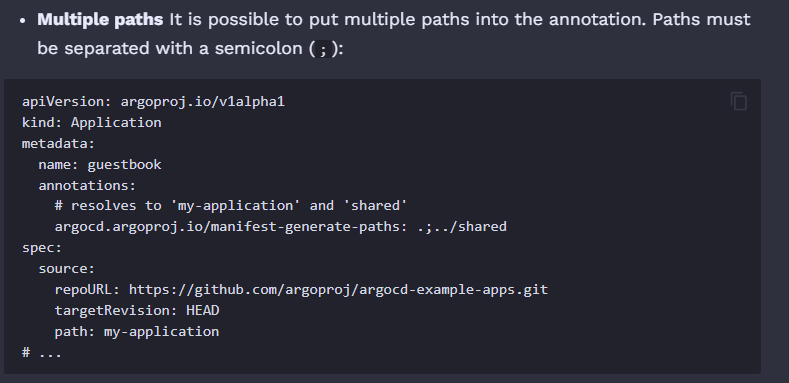 • Multiple paths It is possible to put multiple paths into the annotation. Paths must
be separated with a semicolon (;):
apiVersion: argoproj.io/v1alpha1
kind: Application
metadata:
  name: guestbook
  annotations:
    # resolves to 'my-application' and 'shared'
    argocd.argoproj.io/manifest-generate-paths: .;../shared
spec:
  source:
    repoURL: https://github.com/argoproj/argocd-example-apps.git
    targetRevision: HEAD
    path: my-application
# ...